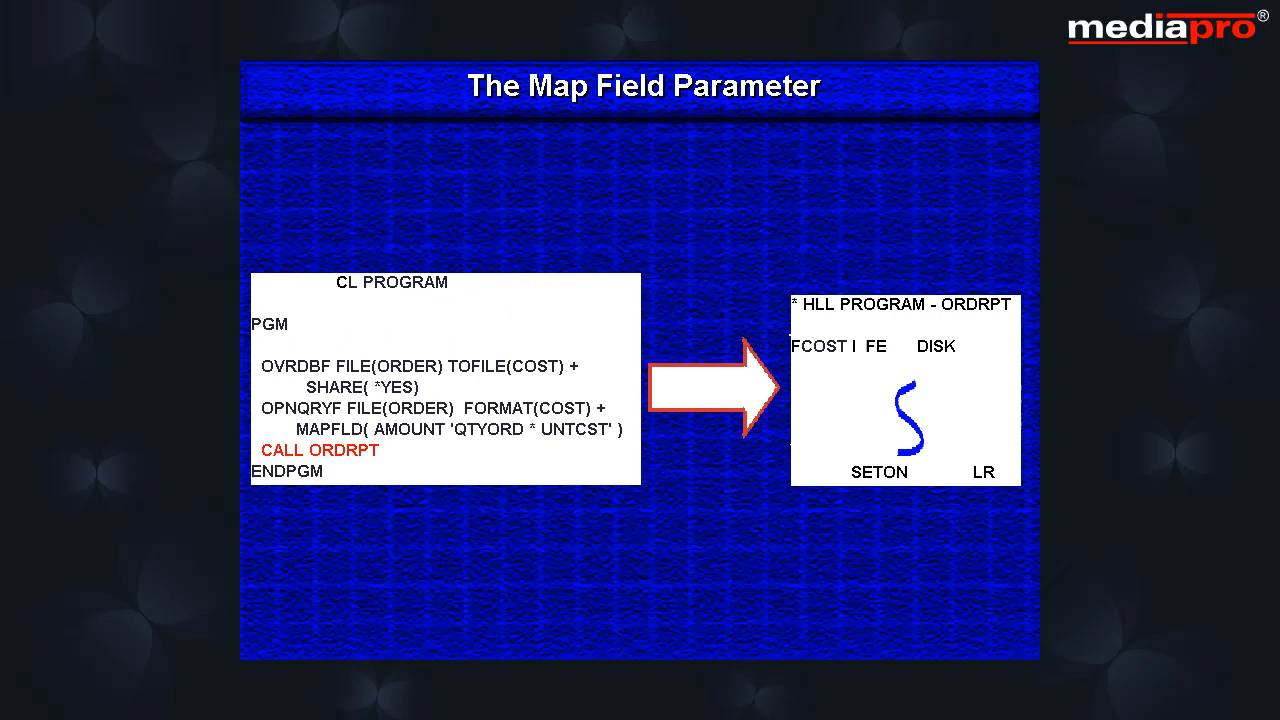 mediapro®
The Map Field Parameter
CL PROGRAM
PGM
OVRDBF FILE(ORDER) TOFILE(COST) +
SHARE( *YES)
OPNQRYF FILE(ORDER) FORMAT(COST) +
MAPFLD( AMOUNT 'QTYORD * UNTCST' )
CALL ORDRPT
ENDPGM
* HLL PROGRAM - ORDRPT
FCOST I FE DISK
SETON LR